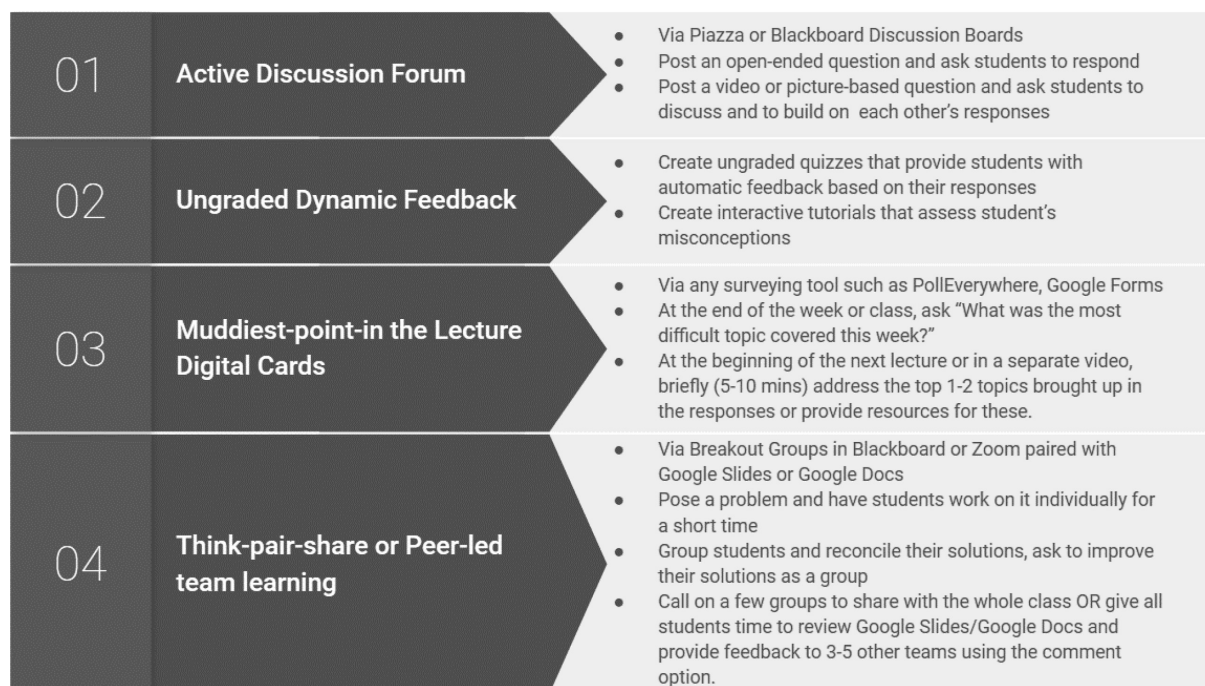 01
Active Discussion Forum
● Via Piazza or Blackboard Discussion Boards
● Post an open-ended question and ask students to respond
● Post a video or picture-based question and ask students to
discuss and to build on  each other's responses
02
Ungraded Dynamic Feedback
● Create ungraded quizzes that provide students with
automatic feedback based on their responses
● Create interactive tutorials that assess student's
misconceptions
03
Muddiest-point-in the Lecture
Digital Cards
● Via any surveying tool such as PollEverywhere, Google Forms
● At the end of the week or class, ask “What was the most
difficult topic covered this week?”
● At the beginning of the next lecture or in a separate video,
briefly (5-10 mins) address the top 1-2 topics brought up in
the responses or provide resources for these.
04
Think-pair-share or Peer-led
team learning
● Via Breakout Groups in Blackboard or Zoom paired with
Google Slides or Google Docs
● Pose a problem and have students work on it individually for
a short time
● Group students and reconcile their solutions, ask to improve
their solutions as a group
● Call on a few groups to share with the whole class OR give all
students time to review Google Slides/Google Docs and
provide feedback to 3-5 other teams using the comment
option.